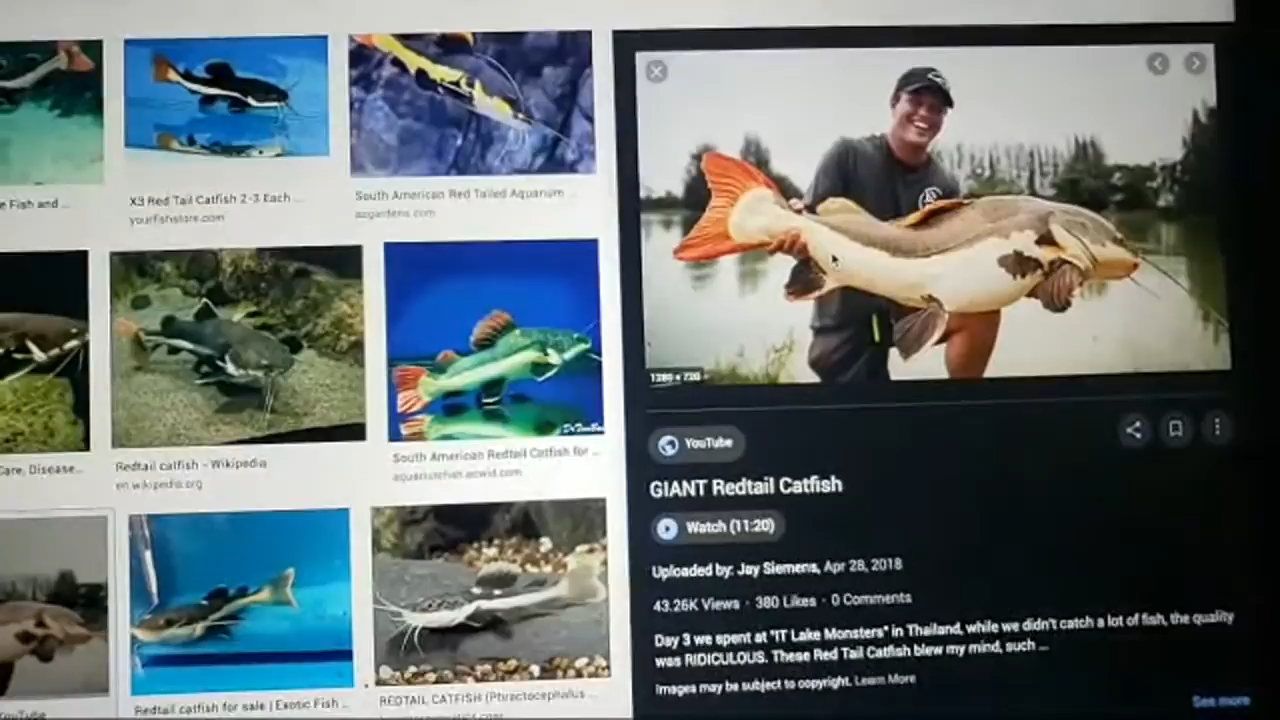 e Fish and ...
X3 Red Tail Catfish 2-3 Each ...
yourfishstore.com
South American Red Tailed Aquarium ...
azgardens.com
Care, Disease...
Redtail catfish - Wikipedia
en.wikipedia.org
South American Redtail Catfish for ...
aquariumfish.ecwid.com
YouTube
Redtail catfish for sale | Exotic Fish ...
REDTAIL CATFISH (Phractocephalus ...
1280 × 720
YouTube
GIANT Redtail Catfish
Watch (11:20)
Uploaded by: Jay Siemens, Apr 28, 2018
43.26K Views · 380 Likes · 0 Comments
Day 3 we spent at "IT Lake Monsters" in Thailand, while we didn't catch a lot of fish, the quality
was RIDICULOUS. These Red Tail Catfish blew my mind, such ...
Images may be subject to copyright. Learn More
See more